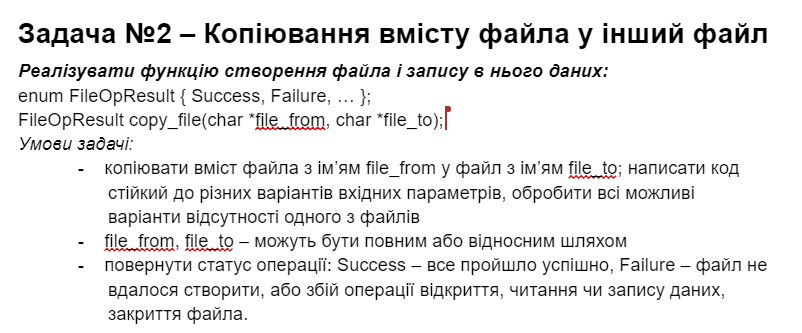 Задача №2 – Копіювання вмісту файла у інший файл
Реалізувати функцію створення файла і запису в нього даних:
enum FileOpResult { Success, Failure, … };
FileOpResult copy_file(char *file_from, char *file_to);
Умови задачі:
- копіювати вміст файла з ім’ям file_from у файл з ім’ям file_to; написати код
стійкий до різних варіантів вхідних параметрів, обробити всі можливі
варіанти відсутності одного з файлів
- file_from, file_to – можуть бути повним або відносним шляхом
- повернути статус операції: Success – все пройшло успішно, Failure – файл не
вдалося створити, або збій операції відкриття, читання чи запису даних,
закриття файла.